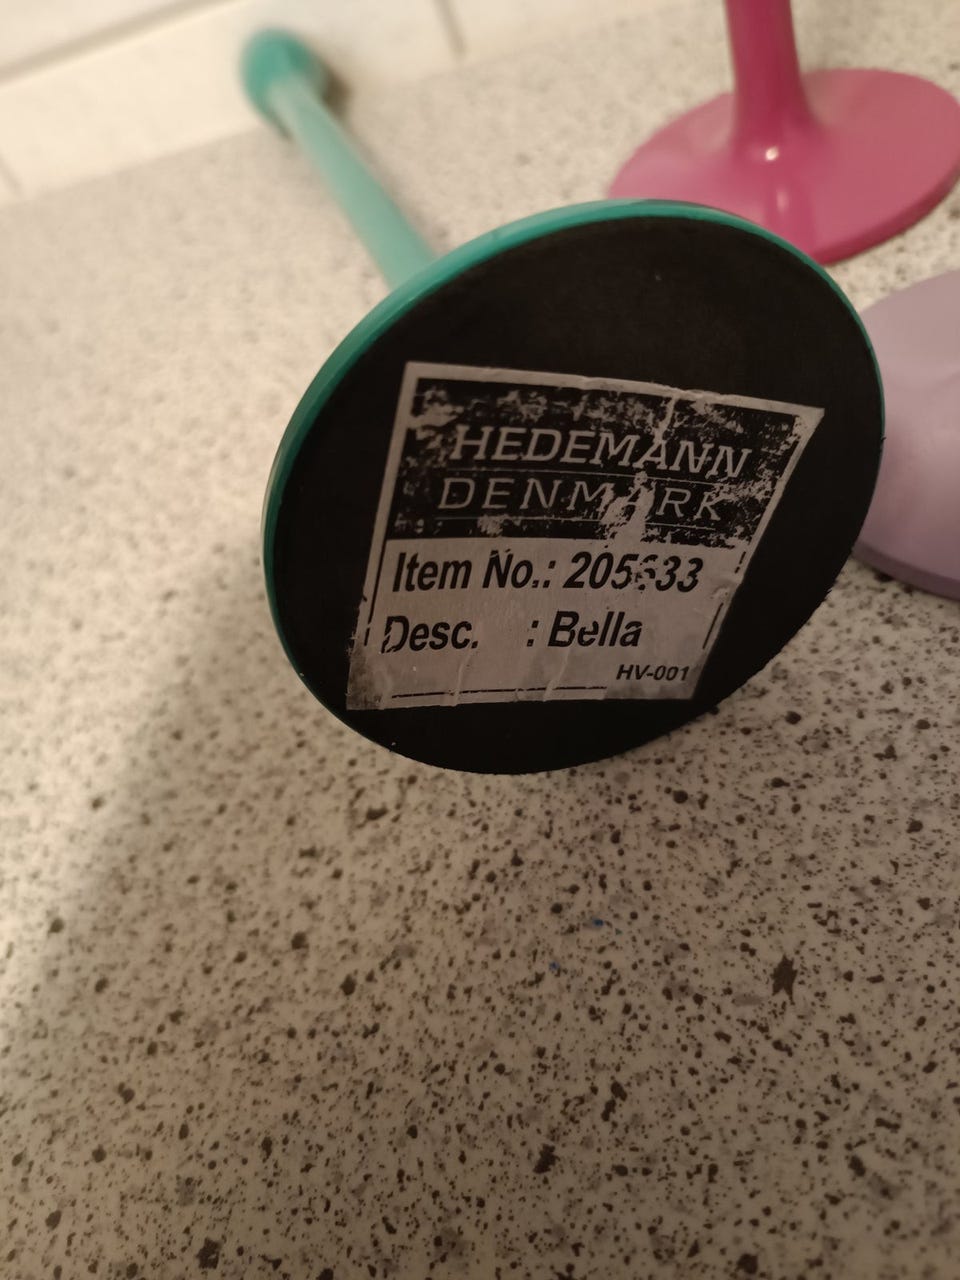 HEDEMANN
DENMARK
Item No.:
Desc. : Bella
HV-001